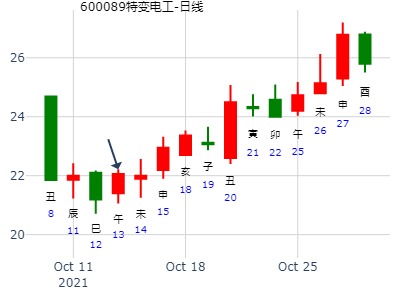 600089特变电工-日线
26
24
22
20
丑
8
辰
11
巳
12
午
13
未
14
申
15
亥
18
子
19
丑
20
寅
21
卯
22
午
25
未
26
申
27
酉
28
Oct 11
2021
Oct 18
Oct 25